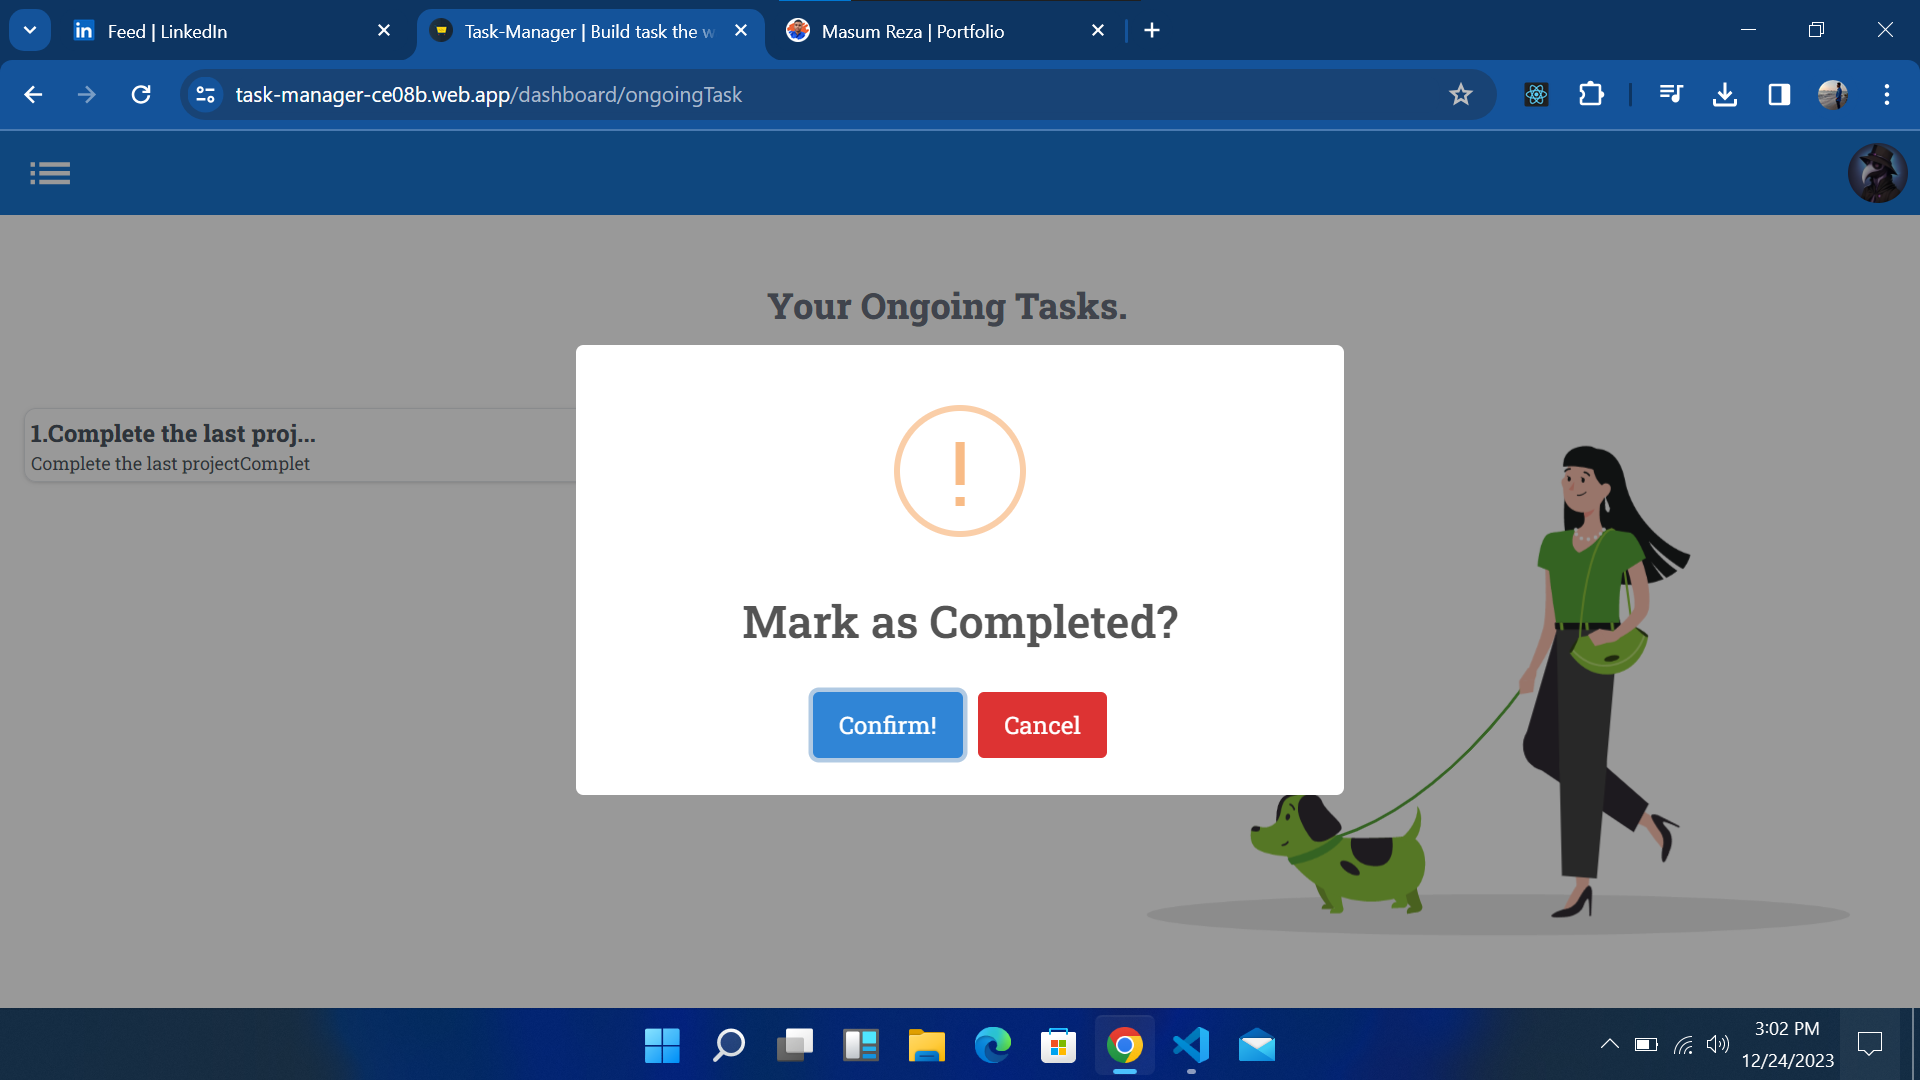 Feed | LinkedIn
Task-Manager | Build task the w
Masum Reza | Portfolio
task-manager-ce08b.web.app/dashboard/ongoingTask
Your Ongoing Tasks.
1.Complete the last proj...
Complete the last projectComplet
!
Mark as Completed?
Confirm!
Cancel
3:02 PM
12/24/2023